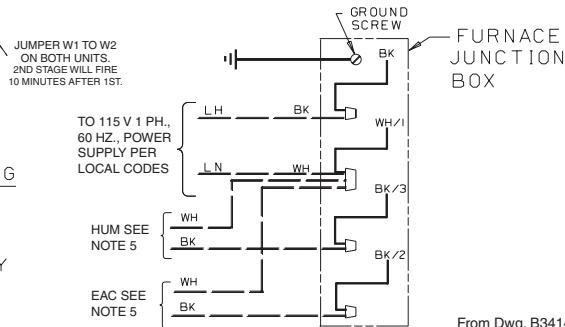 GROUND
SCREW
FURNACE
JUNCTION
BOX
JUMPER W1 TO W2
ON BOTH UNITS.
2ND STAGE WILL FIRE
10 MINUTES AFTER 1ST.
BK
LH
BK
TO 115 V 1 PH.,
60 HZ., POWER
SUPPLY PER
LOCAL CODES
WH/1
LN
WH
G
BK/3
WH
HUM SEE
NOTE 5
BK
BK/2
Y
WH
EAC SEE
NOTE 5
BK
From Dwg. B3414